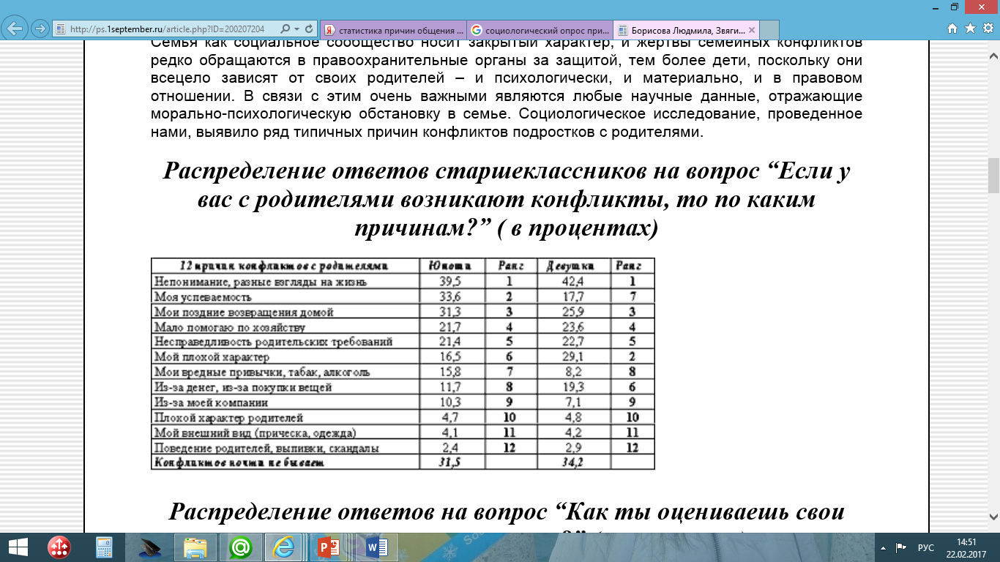 http://ps.1september.ru/article.php?ID=200207204
статистика причин общения ...
социологический опрос при...
Борисова Людмила, Звяги...
Семья как социальное сообщество носит закрытый характер, и жертвы семейных конфликтов
редко обращаются в правоохранительные органы за защитой, тем более дети, поскольку они
всецело зависят от своих родителей – и психологически, и материально, и в правовом
отношении. В связи с этим очень важными являются любые научные данные, отражающие
морально-психологическую обстановку в семье. Социологическое исследование, проведенное
нами, выявило ряд типичных причин конфликтов подростков с родителями.
Распределение ответов старшеклассников на вопрос “Если у
вас с родителями возникают конфликты, то по каким
причинам?” ( в процентах)
12 причин конфликтов с родителями Юноши Ранг Девушки Ранг
Непонимание, разные взгляды на жизнь 39,5 1 42,4 1
Моя успеваемость 33,6 2 17,7 7
Мои поздние возвращения домой 31,3 3 25,9 3
Мало помогаю по хозяйству 21,7 4 23,6 4
Несправедливость родительских требований 21,4 5 22,7 5
Мой плохой характер 16,5 6 29,1 2
Мои вредные привычки, табак, алкоголь 15,8 7 8,2 8
Из-за денег, из-за покупки вещей 11,7 8 19,3 6
Из-за моей компании 10,3 9 7,1 9
Плохой характер родителей 4,7 10 4,8 10
Мой внешний вид (прическа, одежда) 4,1 11 4,2 11
Поведение родителей, выпивки, скандалы 2,4 12 2,9 12
Конфликтов почти не бывает 31,5 34,2
Распределение ответов на вопрос “Как ты оцениваешь свои
РУС
14:51
22.02.2017